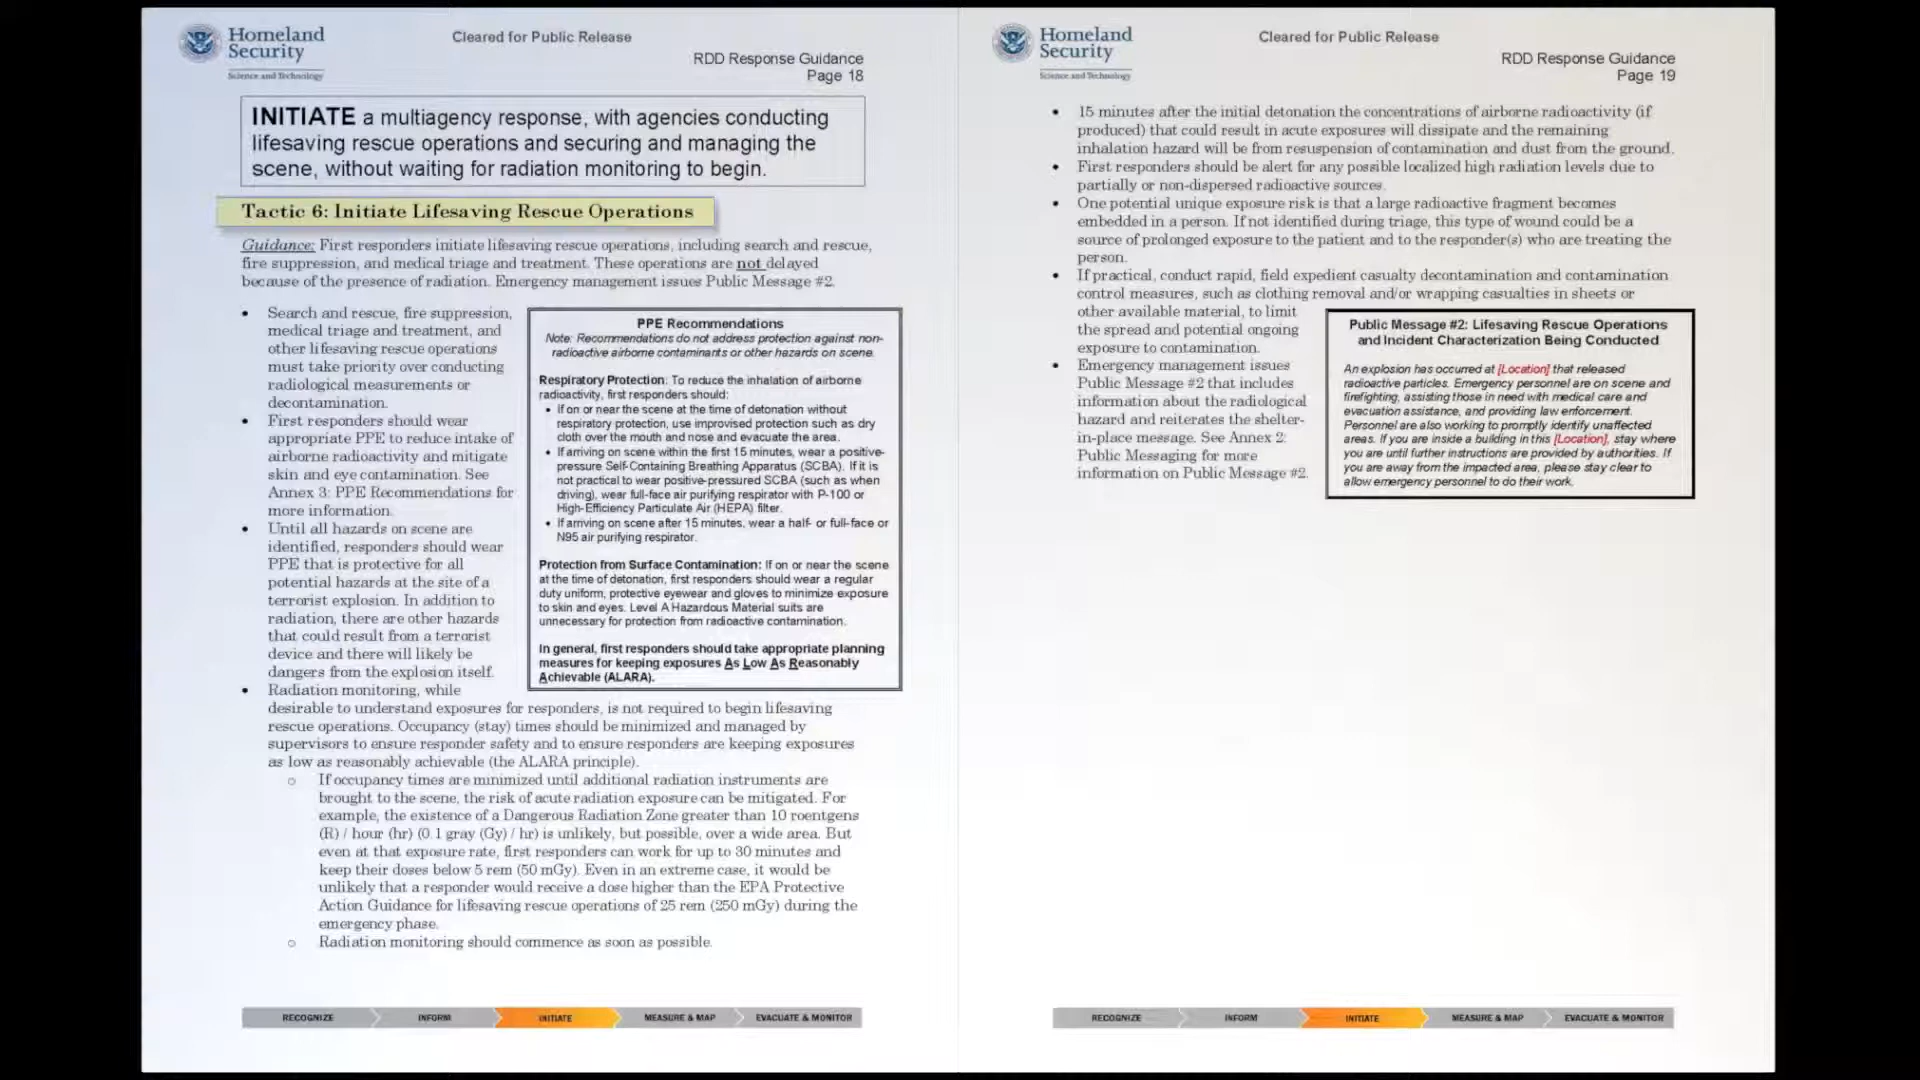 Homeland
Security
Science and Technology
Cleared for Public Release
RDD Response Guidance
Page 18
INITIATE a multiagency response, with agencies conducting
lifesaving rescue operations and securing and managing the
scene, without waiting for radiation monitoring to begin.
Tactic 6: Initiate Lifesaving Rescue Operations
Guidance: First responders initiate lifesaving rescue operations, including search and rescue,
fire suppression, and medical triage and treatment. These operations are not delayed
because of the presence of radiation. Emergency management issues Public Message #2.
• Search and rescue, fire suppression,
medical triage and treatment, and
other lifesaving rescue operations
must take priority over conducting
radiological measurements or
decontamination.
• First responders should wear
appropriate PPE to reduce intake of
airborne radioactivity and mitigate
skin and eye contamination. See
Annex 3: PPE Recommendations for
more information.
• Until all hazards on scene are
identified, responders should wear
PPE that is protective for all
potential hazards at the site of a
terrorist explosion. In addition to
radiation, there are other hazards
that could result from a terrorist
device and there will likely be
dangers from the explosion itself.
• Radiation monitoring, while
desirable to understand exposures for responders, is not required to begin lifesaving
rescue operations. Occupancy (stay) times should be minimized and managed by
supervisors to ensure responder safety and to ensure responders are keeping exposures
as low as reasonably achievable (the ALARA principle).
o If occupancy times are minimized until additional radiation instruments are
brought to the scene, the risk of acute radiation exposure can be mitigated. For
example, the existence of a Dangerous Radiation Zone greater than 10 roentgens
(R) / hour (hr) (0.1 gray (Gy) / hr) is unlikely, but possible, over a wide area. But
even at that exposure rate, first responders can work for up to 30 minutes and
keep their doses below 5 rem (50 mGy). Even in an extreme case, it would be
unlikely that a responder would receive a dose higher than the EPA Protective
Action Guidance for lifesaving rescue operations of 25 rem (250 mGy) during the
emergency phase.
o Radiation monitoring should commence as soon as possible.
PPE Recommendations
Note: Recommendations do not address protection against non-
radioactive airborne contaminants or other hazards on scene.
Respiratory Protection: To reduce the inhalation of airborne
radioactivity, first responders should:
• If on or near the scene at the time of detonation without
respiratory protection, use improvised protection such as dry
cloth over the mouth and nose and evacuate the area.
• If arriving on scene within the first 15 minutes, wear a positive-
pressure Self-Containing Breathing Apparatus (SCBA). If it is
not practical to wear positive-pressured SCBA (such as when
driving), wear full-face air purifying respirator with P-100 or
High-Efficiency Particulate Air (HEPA) filter.
• If arriving on scene after 15 minutes, wear a half- or full-face or
N95 air purifying respirator.
Protection from Surface Contamination: If on or near the scene
at the time of detonation, first responders should wear a regular
duty uniform, protective eyewear and gloves to minimize exposure
to skin and eyes. Level A Hazardous Material suits are
unnecessary for protection from radioactive contamination.
In general, first responders should take appropriate planning
measures for keeping exposures As Low As Reasonably
Achievable (ALARA).
RECOGNIZE INFORM INITIATE MEASURE & MAP EVACUATE & MONITOR
Homeland
Security
Science and Technology
Cleared for Public Release
RDD Response Guidance
Page 19
• 15 minutes after the initial detonation the concentrations of airborne radioactivity (if
produced) that could result in acute exposures will dissipate and the remaining
inhalation hazard will be from resuspension of contamination and dust from the ground.
• First responders should be alert for any possible localized high radiation levels due to
partially or non-dispersed radioactive sources.
• One potential unique exposure risk is that a large radioactive fragment becomes
embedded in a person. If not identified during triage, this type of wound could be a
source of prolonged exposure to the patient and to the responder(s) who are treating the
person.
• If practical, conduct rapid, field expedient casualty decontamination and contamination
control measures, such as clothing removal and/or wrapping casualties in sheets or
other available material, to limit
the spread and potential ongoing
exposure to contamination.
• Emergency management issues
Public Message #2 that includes
information about the radiological
hazard and reiterates the shelter-
in-place message. See Annex 2:
Public Messaging for more
information on Public Message #2.
Public Message #2: Lifesaving Rescue Operations
and Incident Characterization Being Conducted
An explosion has occurred at [Location] that released
radioactive particles. Emergency personnel are on scene and
firefighting, assisting those in need with medical care and
evacuation assistance, and providing law enforcement.
Personnel are also working to promptly identify unaffected
areas. If you are inside a building in this [Location], stay where
you are until further instructions are provided by authorities. If
you are away from the impacted area, please stay clear to
allow emergency personnel to do their work.
RECOGNIZE INFORM INITIATE MEASURE & MAP EVACUATE & MONITOR